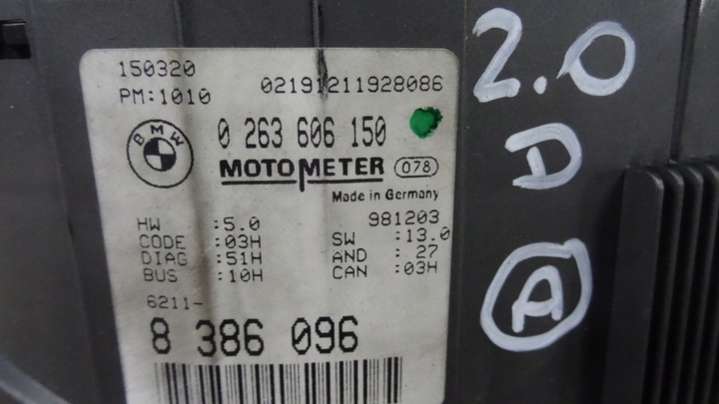 150320
PM:1010
02191211928086
BMW
0 263 606 150
MOTOMETER 078
Made in Germany
981203
HW :5.0
CODE :03H
DIAG :51H
BUS :10H
SW :13.0
AND : 27
CAN :03H
6211-
8 386 096
2.0
D
A